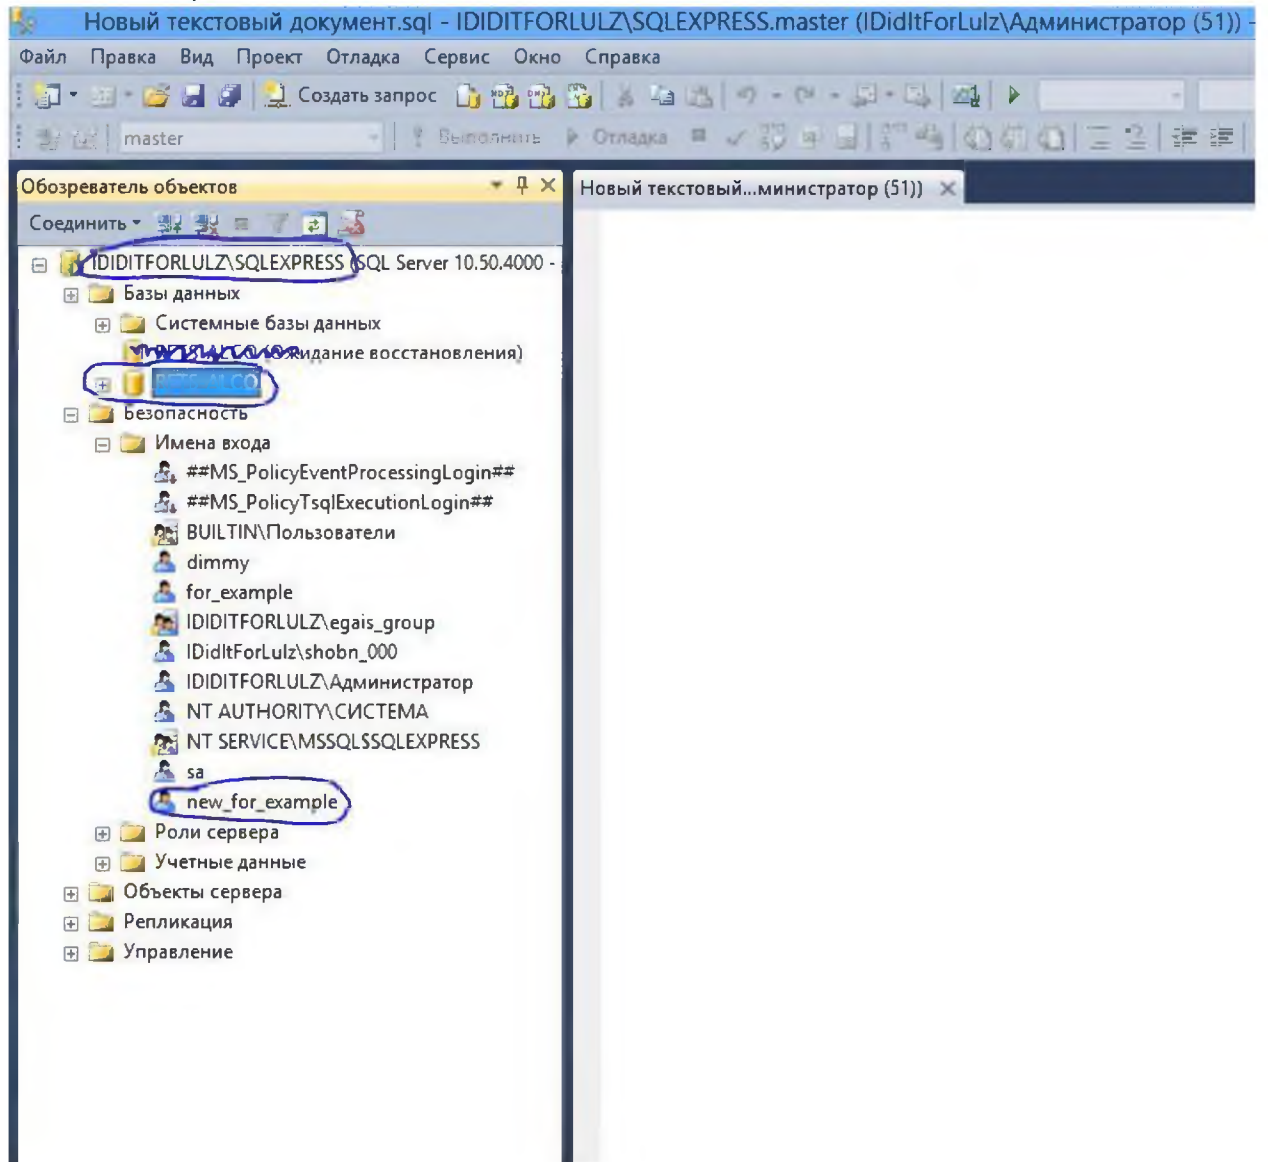 Новый текстовый документ.sql - IDIDITFORLULZ\SQLEXPRESS.master (IDidItForLulz\Администратор (51)) -
Файл Правка Вид Проект Отладка Сервис Окно Справка
Создать запрос
master Выполнить Отладка
Обозреватель объектов
Новый текстовый...министратор (51))
Соединить
IDIDITFORLULZ\SQLEXPRESS (SQL Server 10.50.4000 -
Базы данных
Системные базы данных
(Ожидание восстановления)
Безопасность
Имена входа
##MS_PolicyEventProcessingLogin##
##MS_PolicyTsqlExecutionLogin##
BUILTIN\Пользователи
dimmy
for_example
IDIDITFORLULZ\egais_group
IDidItForLulz\shobn_000
IDIDITFORLULZ\Администратор
NT AUTHORITY\СИСТЕМА
NT SERVICE\MSSQL$SQLEXPRESS
sa
new_for_example
Роли сервера
Учетные данные
Объекты сервера
Репликация
Управление